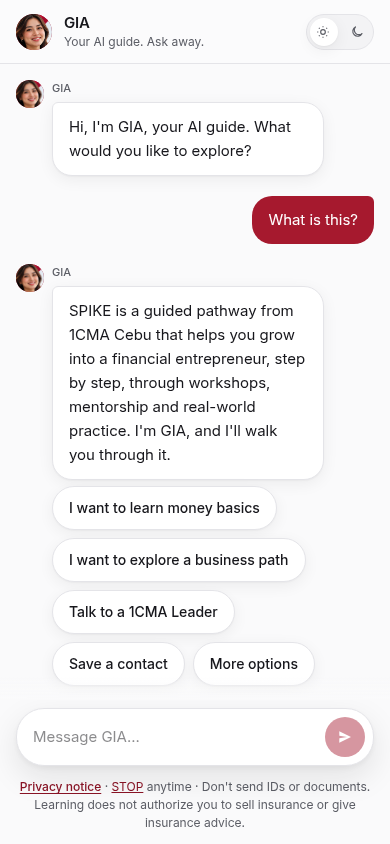 GIA
Your AI guide. Ask away.
GIA
Hi, I'm GIA, your AI guide. What
would you like to explore?
What is this?
GIA
SPIKE is a guided pathway from
1CMA Cebu that helps you grow
into a financial entrepreneur, step
by step, through workshops,
mentorship and real-world
practice. I'm GIA, and I'll walk
you through it.
I want to learn money basics
I want to explore a business path
Talk to a 1CMA Leader
Save a contact
More options
Message GIA...
Privacy notice · STOP anytime · Don't send IDs or documents.
Learning does not authorize you to sell insurance or give
insurance advice.